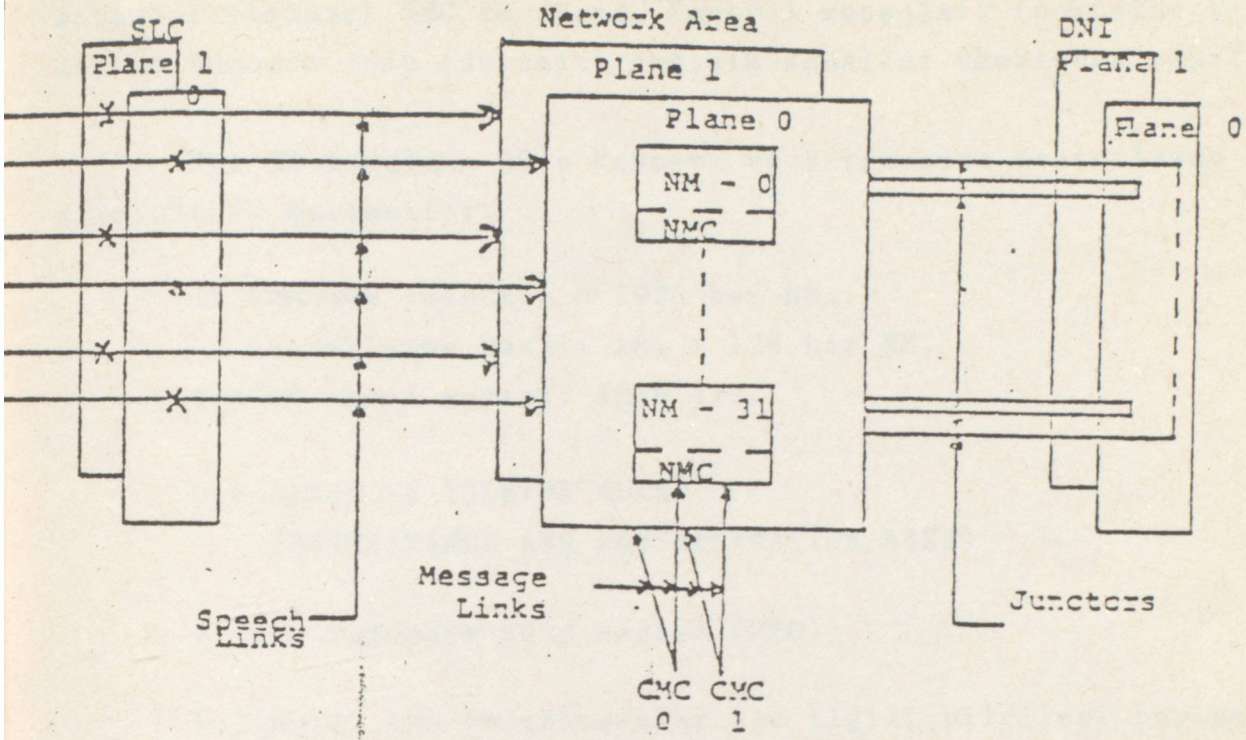 SLC
Plane 1
0
Network Area
Plane 1
Plane 0
NM - 0
NMC
NM - 31
NMC
DNI
Plane 1
Plane 0
Speech
Links
Message
Links
Junctors
CMC CMC
0 1